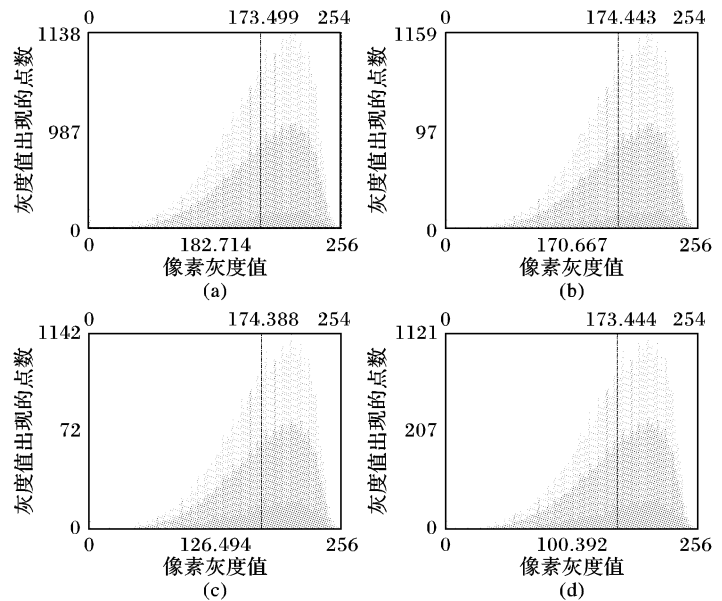 0 173.499 254
1138
987
0
灰度值出现的点数
0 182.714 256
像素灰度值
(a)
0 174.443 254
1159
97
0
灰度值出现的点数
0 170.667 256
像素灰度值
(b)
0 174.388 254
1142
72
0
灰度值出现的点数
0 126.494 256
像素灰度值
(c)
0 173.444 254
1121
207
0
灰度值出现的点数
0 100.392 256
像素灰度值
(d)